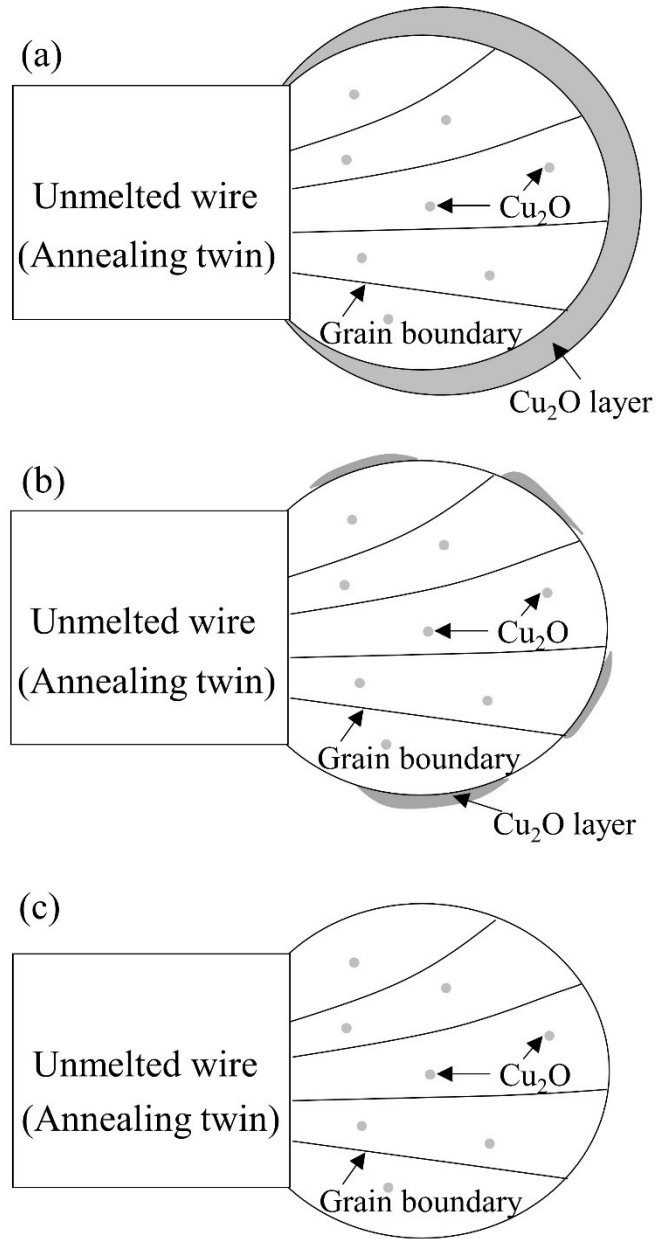 (a)
Unmelted wire
(Annealing twin)
Cu₂O
Grain boundary
Cu₂O layer
(b)
Unmelted wire
(Annealing twin)
Cu₂O
Grain boundary
Cu₂O layer
(c)
Unmelted wire
(Annealing twin)
Cu₂O
Grain boundary